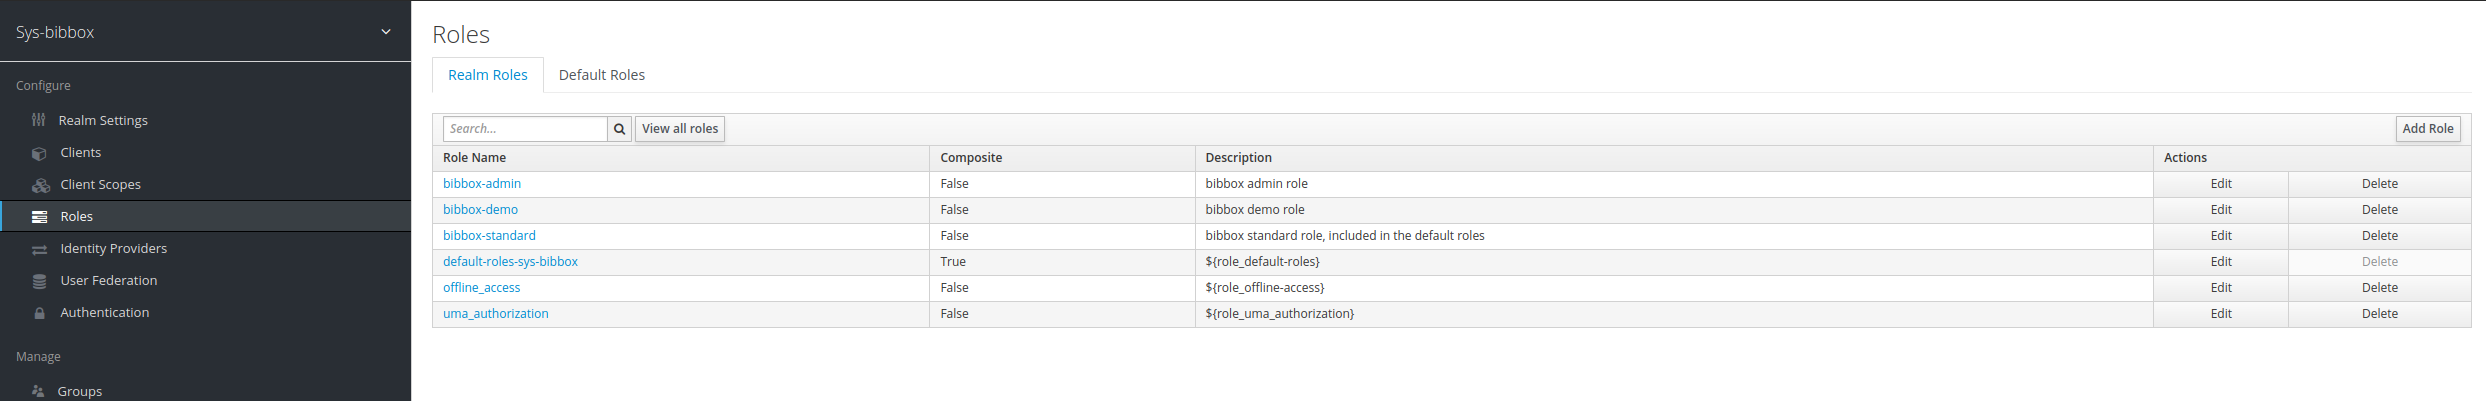 Sys-bibbox
Configure
Realm Settings
Clients
Client Scopes
Roles
Identity Providers
User Federation
Authentication
Manage
Groups
Roles
Realm Roles Default Roles
Search... View all roles Add Role
Role Name Composite Description Actions
bibbox-admin False bibbox admin role Edit Delete
bibbox-demo False bibbox demo role Edit Delete
bibbox-standard False bibbox standard role, included in the default roles Edit Delete
default-roles-sys-bibbox True ${role_default-roles} Edit Delete
offline_access False ${role_offline-access} Edit Delete
uma_authorization False ${role_uma_authorization} Edit Delete